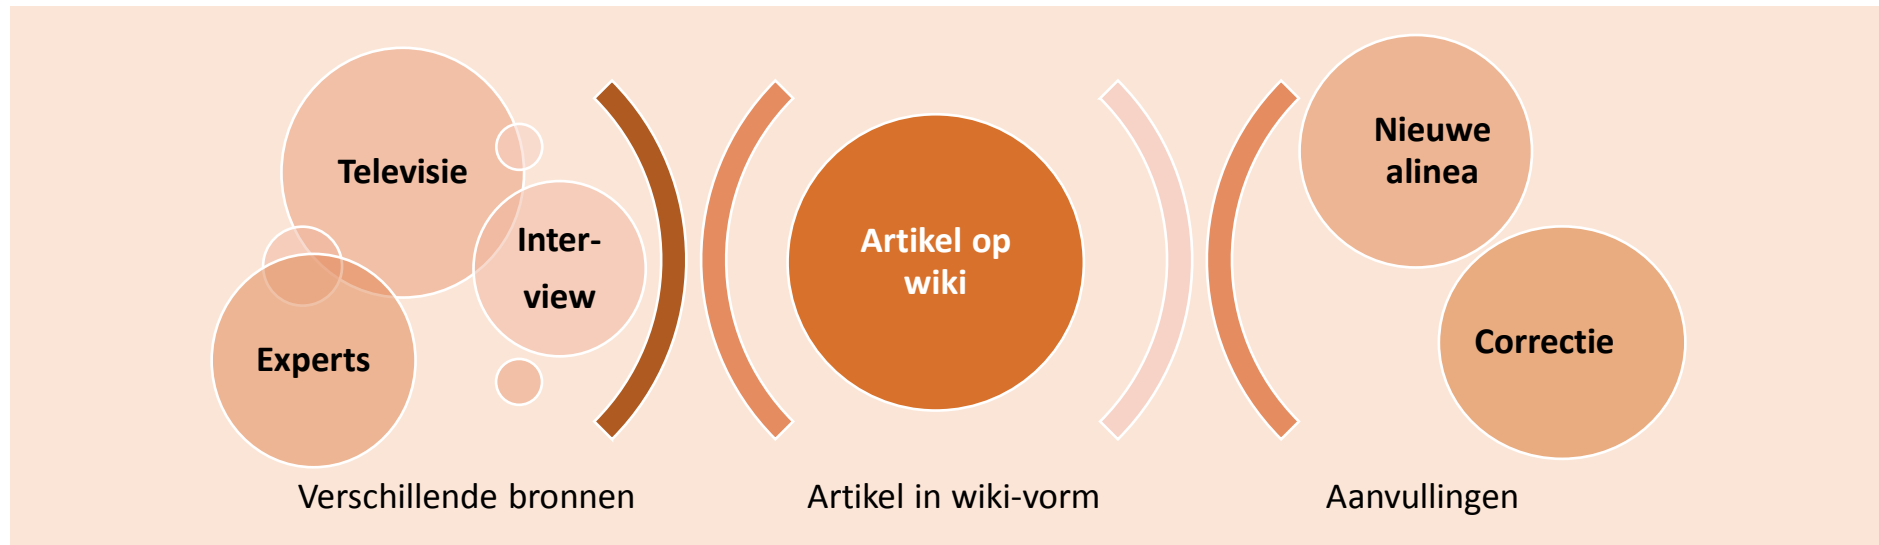 Televisie
Inter-
view
Experts
Verschillende bronnen
Artikel op
wiki
Artikel in wiki-vorm
Nieuwe
alinea
Correctie
Aanvullingen